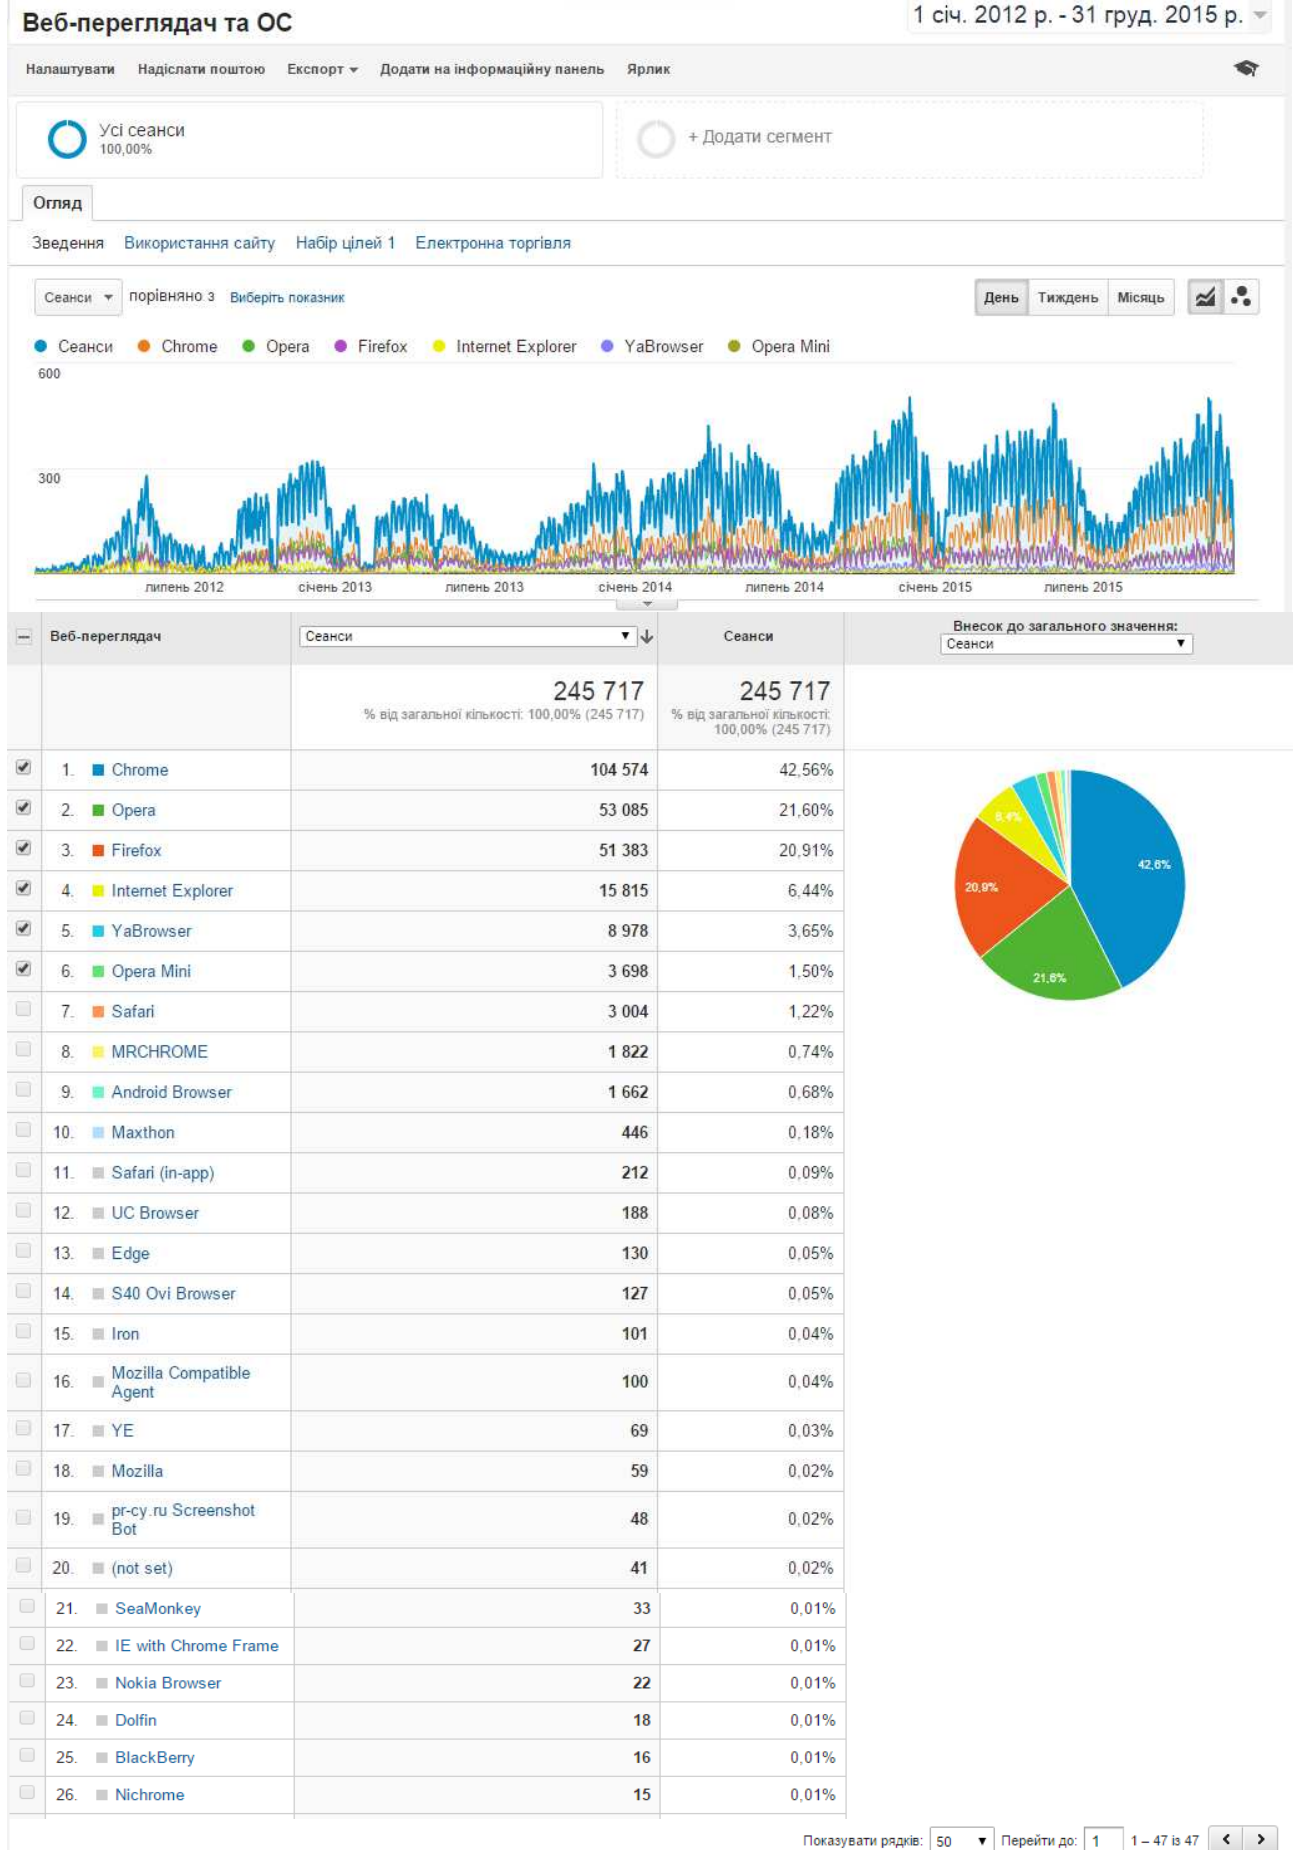 Веб-переглядач та ОС
1 січ. 2012 р. - 31 груд. 2015 р.
Налаштувати Надіслати поштою Експорт Додати на інформаційну панель Ярлик
Усі сеанси
100,00%
+ Додати сегмент
Огляд
Зведення Використання сайту Набір цілей 1 Електронна торгівля
Сеанси порівняно з Виберіть показник День Тиждень Місяць
Сеанси Chrome Opera Firefox Internet Explorer YaBrowser Opera Mini
600
300
липень 2012 січень 2013 липень 2013 січень 2014 липень 2014 січень 2015 липень 2015
Веб-переглядач Сеанси Сеанси Внесок до загального значення:
Сеанси
245 717 245 717
% від загальної кількості: 100,00% (245 717) % від загальної кількості:
100,00% (245 717)
1. Chrome 104 574 42,56%
2. Opera 53 085 21,60%
3. Firefox 51 383 20,91%
4. Internet Explorer 15 815 6,44%
5. YaBrowser 8 978 3,65%
6. Opera Mini 3 698 1,50%
7. Safari 3 004 1,22%
8. MRCHROME 1 822 0,74%
9. Android Browser 1 662 0,68%
10. Maxthon 446 0,18%
11. Safari (in-app) 212 0,09%
12. UC Browser 188 0,08%
13. Edge 130 0,05%
14. S40 Ovi Browser 127 0,05%
15. Iron 101 0,04%
16. Mozilla Compatible
Agent 100 0,04%
17. YE 69 0,03%
18. Mozilla 59 0,02%
19. pr-cy.ru Screenshot
Bot 48 0,02%
20. (not set) 41 0,02%
21. SeaMonkey 33 0,01%
22. IE with Chrome Frame 27 0,01%
23. Nokia Browser 22 0,01%
24. Dolfin 18 0,01%
25. BlackBerry 16 0,01%
26. Nichrome 15 0,01%
42,6%
20,9%
21,6%
Показувати рядків: 50 Перейти до: 1 1 – 47 із 47